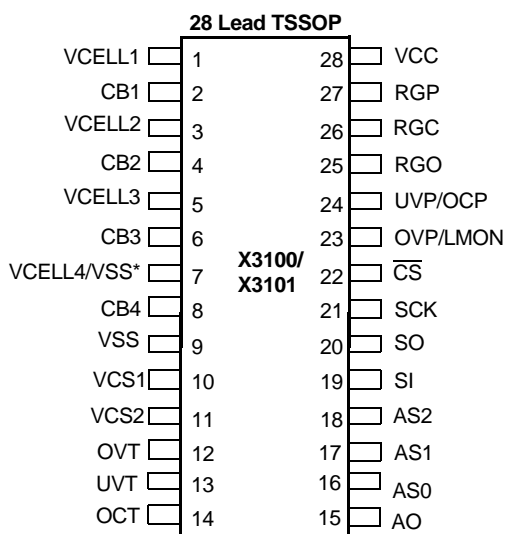 28 Lead TSSOP
VCELL1 1 28 VCC
CB1 2 27 RGP
VCELL2 3 26 RGC
CB2 4 25 RGO
VCELL3 5 24 UVP/OCP
CB3 6 23 OVP/LMON
X3100/
VCELL4/VSS* 7 22 C̅S̅
X3101
CB4 8 21 SCK
VSS 9 20 SO
VCS1 10 19 SI
VCS2 11 18 AS2
OVT 12 17 AS1
UVT 13 16 AS0
OCT 14 15 AO